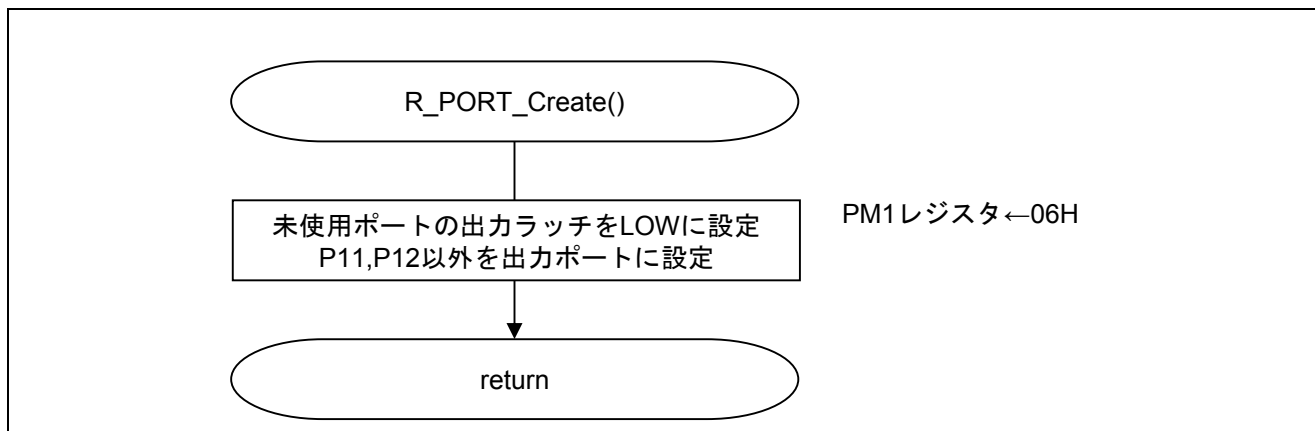 R_PORT_Create()
未使用ポートの出力ラッチをLOWに設定
P11,P12以外を出力ポートに設定
PM1レジスタ←06H
return